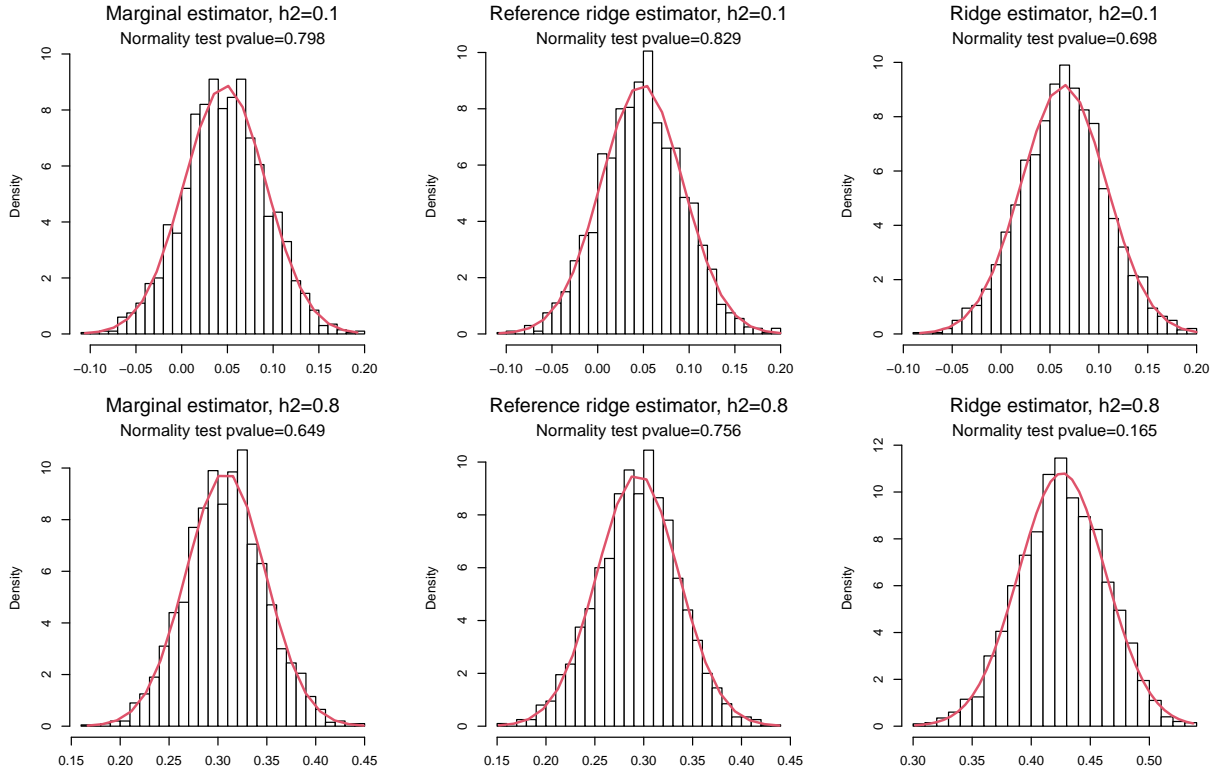 Marginal estimator, h2=0.1
Normality test pvalue=0.798
Density
0 2 4 6 8 10
−0.10 −0.05 0.00 0.05 0.10 0.15 0.20
Reference ridge estimator, h2=0.1
Normality test pvalue=0.829
Density
0 2 4 6 8 10
−0.10 −0.05 0.00 0.05 0.10 0.15 0.20
Ridge estimator, h2=0.1
Normality test pvalue=0.698
Density
0 2 4 6 8 10
−0.10 −0.05 0.00 0.05 0.10 0.15 0.20
Marginal estimator, h2=0.8
Normality test pvalue=0.649
Density
0 2 4 6 8 10
0.15 0.20 0.25 0.30 0.35 0.40 0.45
Reference ridge estimator, h2=0.8
Normality test pvalue=0.756
Density
0 2 4 6 8 10
0.15 0.20 0.25 0.30 0.35 0.40 0.45
Ridge estimator, h2=0.8
Normality test pvalue=0.165
Density
0 2 4 6 8 10 12
0.30 0.35 0.40 0.45 0.50